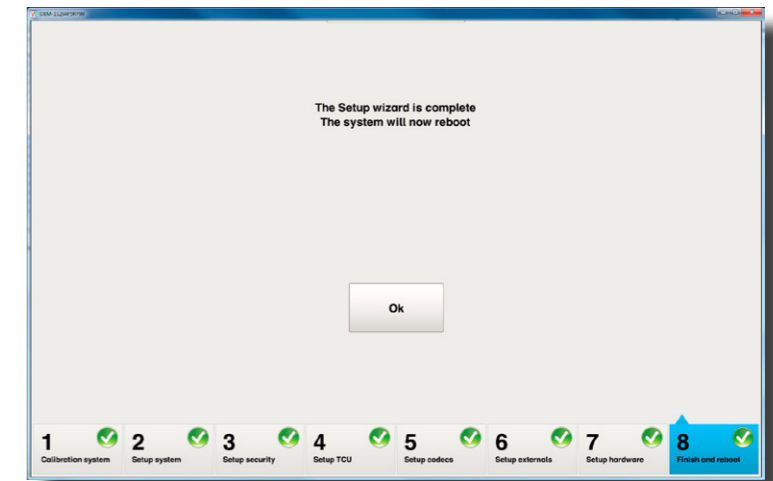 The Setup wizard is complete
The system will now reboot
Ok
1
Calibration system
2
Setup system
3
Setup security
4
Setup TCU
5
Setup codecs
6
Setup externals
7
Setup hardware
8
Finish and reboot